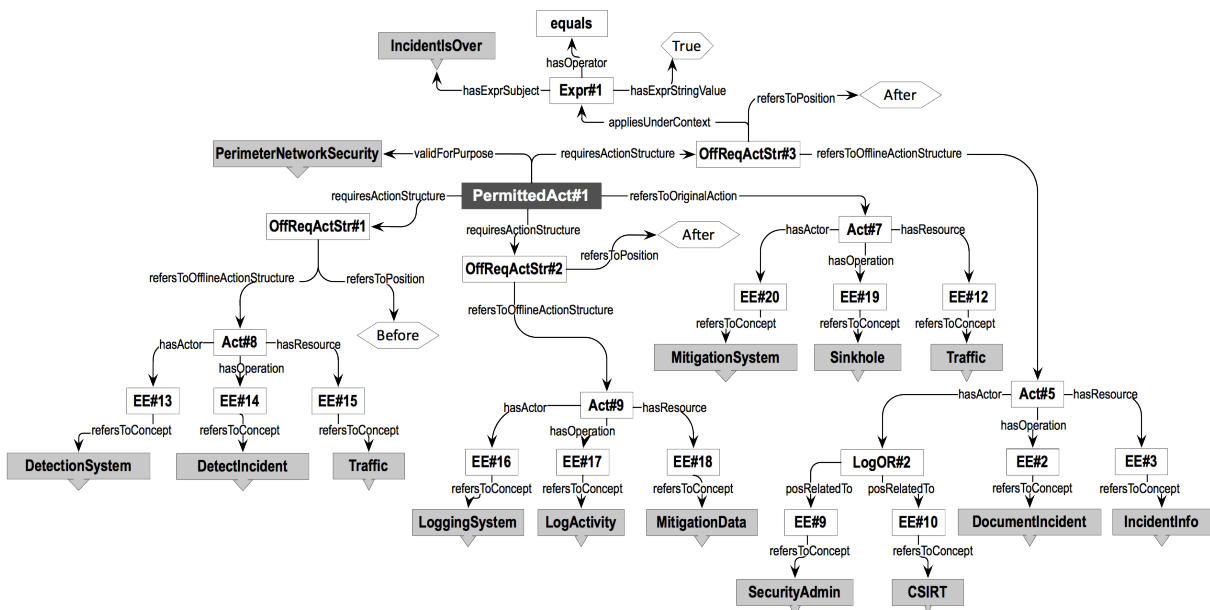 equals
IncidentIsOver
True
hasOperator
hasExprSubject
Expr#1
hasExprStringValue
refersToPosition
After
appliesUnderContext
PerimeterNetworkSecurity
validForPurpose
requiresActionStructure
OffReqActStr#3
refersToOfflineActionStructure
requiresActionStructure
PermittedAct#1
refersToOriginalAction
OffReqActStr#1
requiresActionStructure
After
Act#7
hasActor
hasResource
refersToPosition
OffReqActStr#2
hasOperation
refersToOfflineActionStructure
refersToPosition
EE#20
EE#19
EE#12
refersToOfflineActionStructure
refersToConcept
refersToConcept
refersToConcept
Before
Act#8
hasActor
hasResource
MitigationSystem
Sinkhole
Traffic
hasOperation
EE#13
EE#14
EE#15
hasActor
Act#9
hasResource
hasActor
Act#5
hasResource
refersToConcept
refersToConcept
refersToConcept
hasOperation
hasOperation
DetectionSystem
DetectIncident
Traffic
EE#16
EE#17
EE#18
LogOR#2
EE#2
EE#3
refersToConcept
refersToConcept
refersToConcept
posRelatedTo
posRelatedTo
refersToConcept
refersToConcept
LoggingSystem
LogActivity
MitigationData
EE#9
EE#10
DocumentIncident
IncidentInfo
refersToConcept
refersToConcept
SecurityAdmin
CSIRT